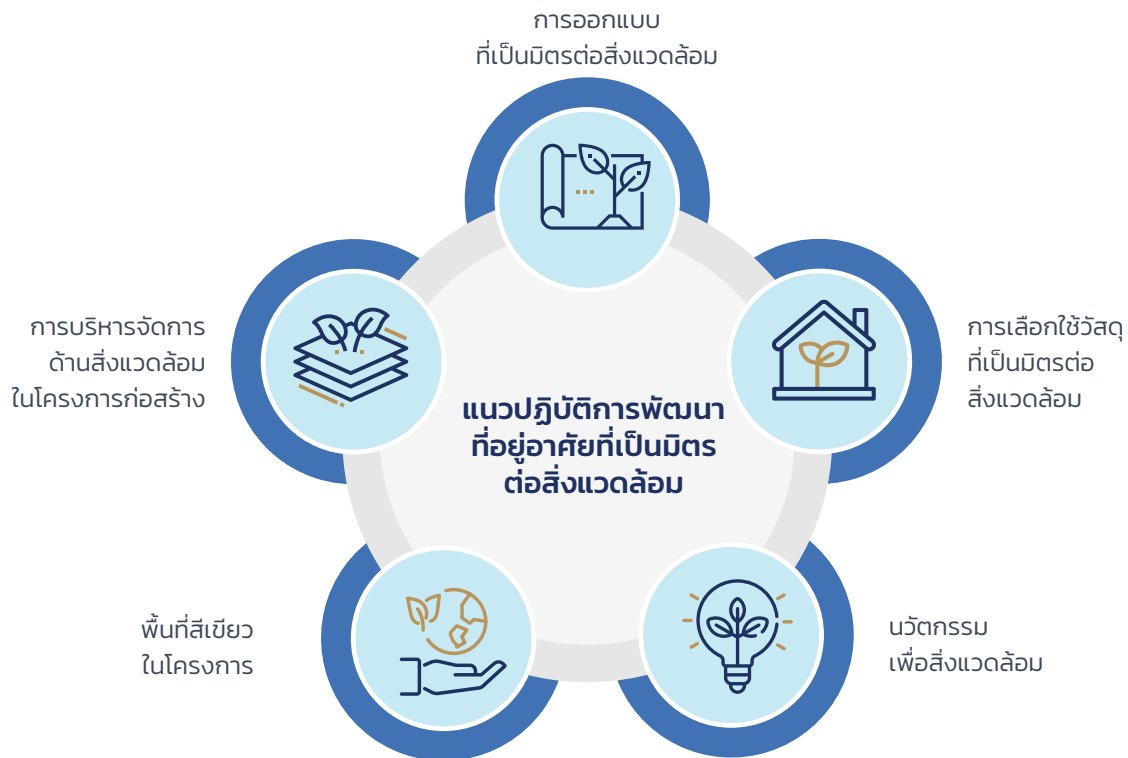 การออกแบบ
ที่เป็นมิตรต่อสิ่งแวดล้อม
การเลือกใช้วัสดุ
ที่เป็นมิตรต่อ
สิ่งแวดล้อม
นวัตกรรม
เพื่อสิ่งแวดล้อม
พื้นที่สีเขียว
ในโครงการ
การบริหารจัดการ
ด้านสิ่งแวดล้อม
ในโครงการก่อสร้าง
แนวปฏิบัติการพัฒนา
ที่อยู่อาศัยที่เป็นมิตร
ต่อสิ่งแวดล้อม